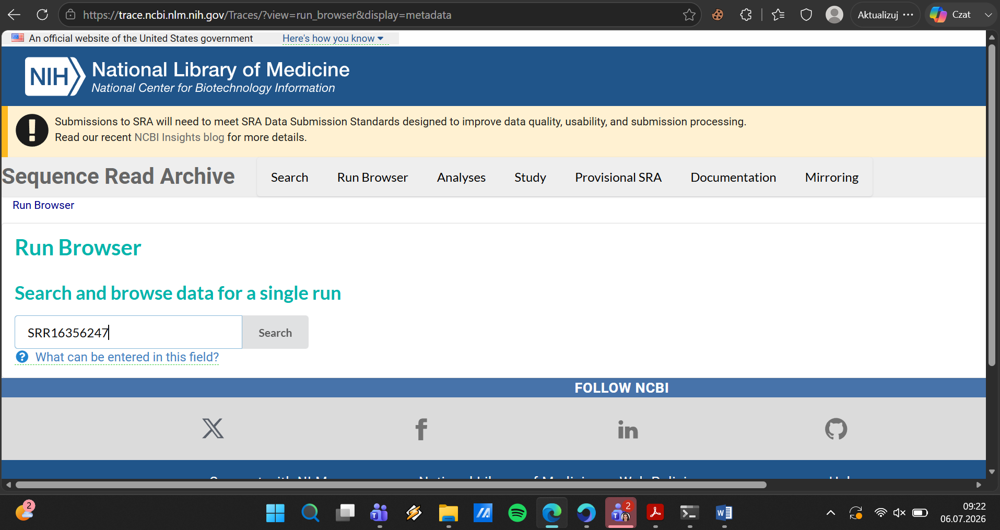 https://trace.ncbi.nlm.nih.gov/Traces/?view=run_browser&display=metadata
Aktualizuj
Czat
An official website of the United States government
Here's how you know
NIH
National Library of Medicine
National Center for Biotechnology Information
Submissions to SRA will need to meet SRA Data Submission Standards designed to improve data quality, usability, and submission processing.
Read our recent NCBI Insights blog for more details.
Sequence Read Archive
Search
Run Browser
Analyses
Study
Provisional SRA
Documentation
Mirroring
Run Browser
Run Browser
Search and browse data for a single run
SRR16356247
Search
What can be entered in this field?
FOLLOW NCBI
2
2
09:22
06.07.2026